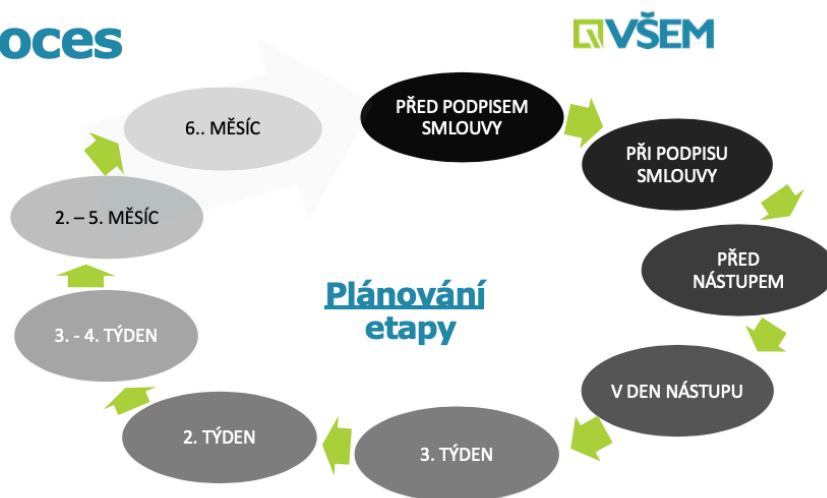 oces
VŠEM
PŘED PODPISEM
SMLOUVY
PŘI PODPISU
SMLOUVY
PŘED
NÁSTUPEM
V DEN NÁSTUPU
3. TÝDEN
2. TÝDEN
3. - 4. TÝDEN
2. – 5. MĚSÍC
6.. MĚSÍC
Plánování
etapy